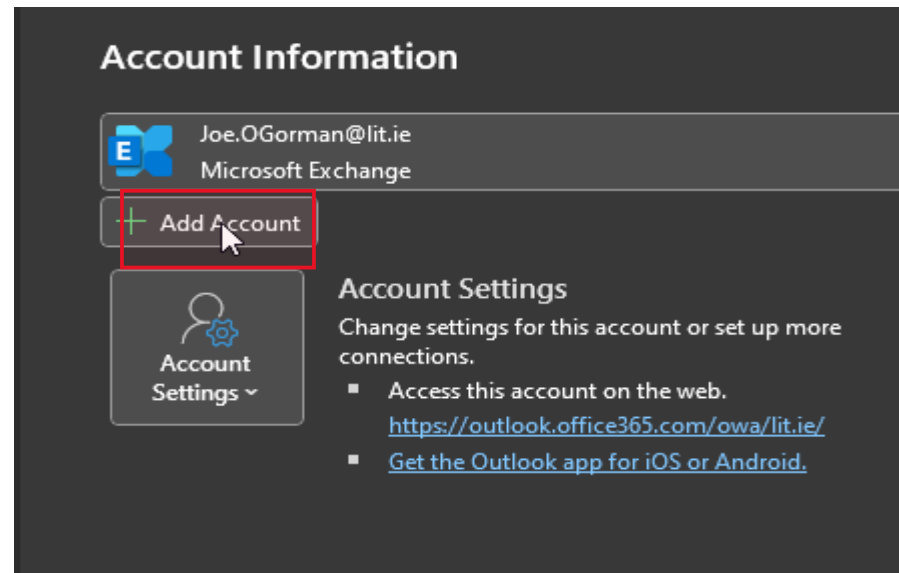 Account Information
E
Joe.OGorman@lit.ie
Microsoft Exchange
Add Account
Account
Settings
Account Settings
Change settings for this account or set up more
connections.
Access this account on the web.
https://outlook.office365.com/owa/lit.ie/
Get the Outlook app for iOS or Android.